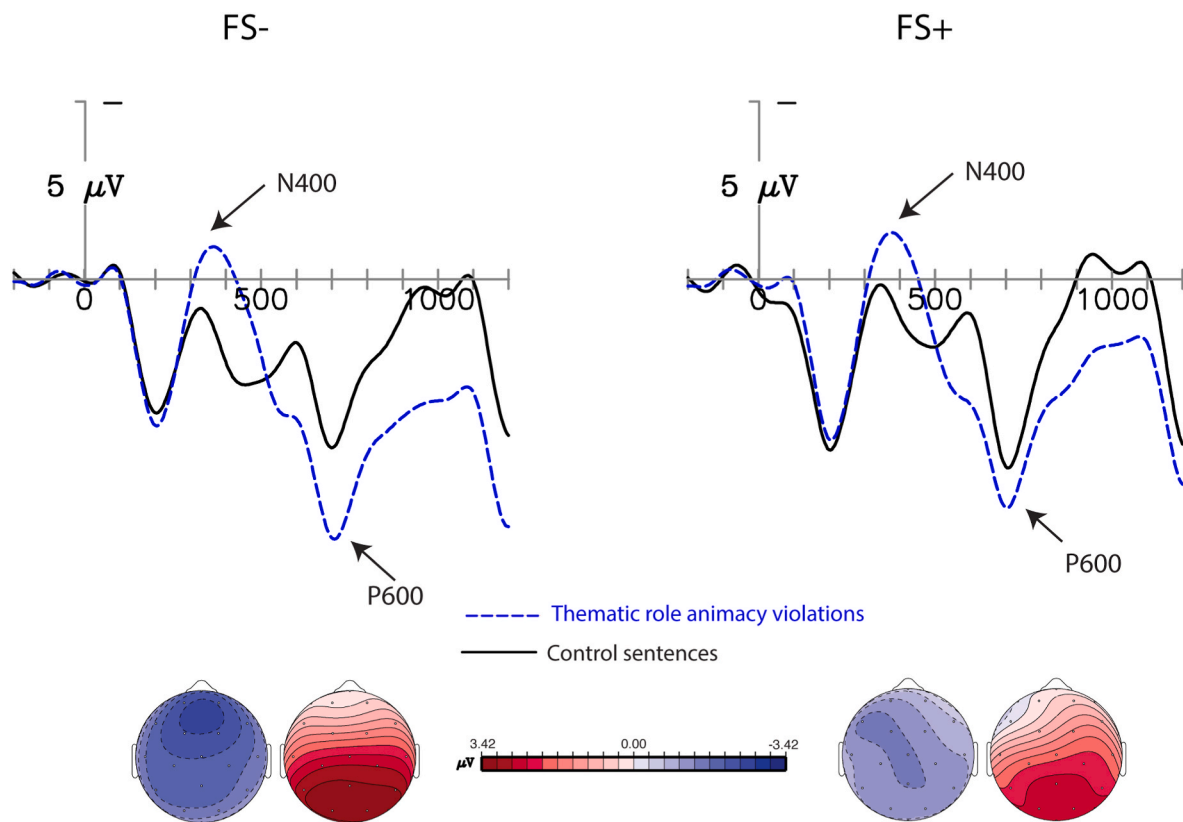 FS-
FS+
–
–
5 μV
5 μV
N400
N400
0
500
1000
0
500
1000
P600
P600
Thematic role animacy violations
Control sentences
3.42
0.00
-3.42
μV